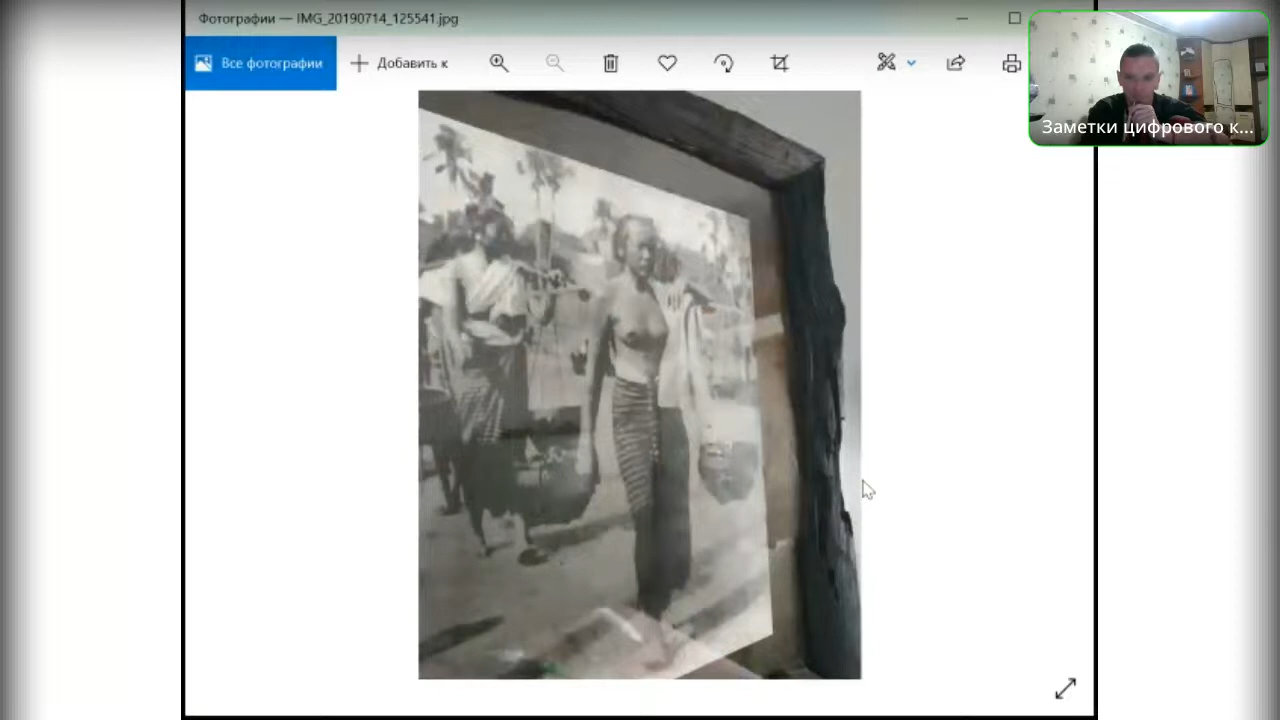 Фотографии — IMG_20190714_125541.jpg
Все фотографии
Добавить к
Заметки цифрового к...